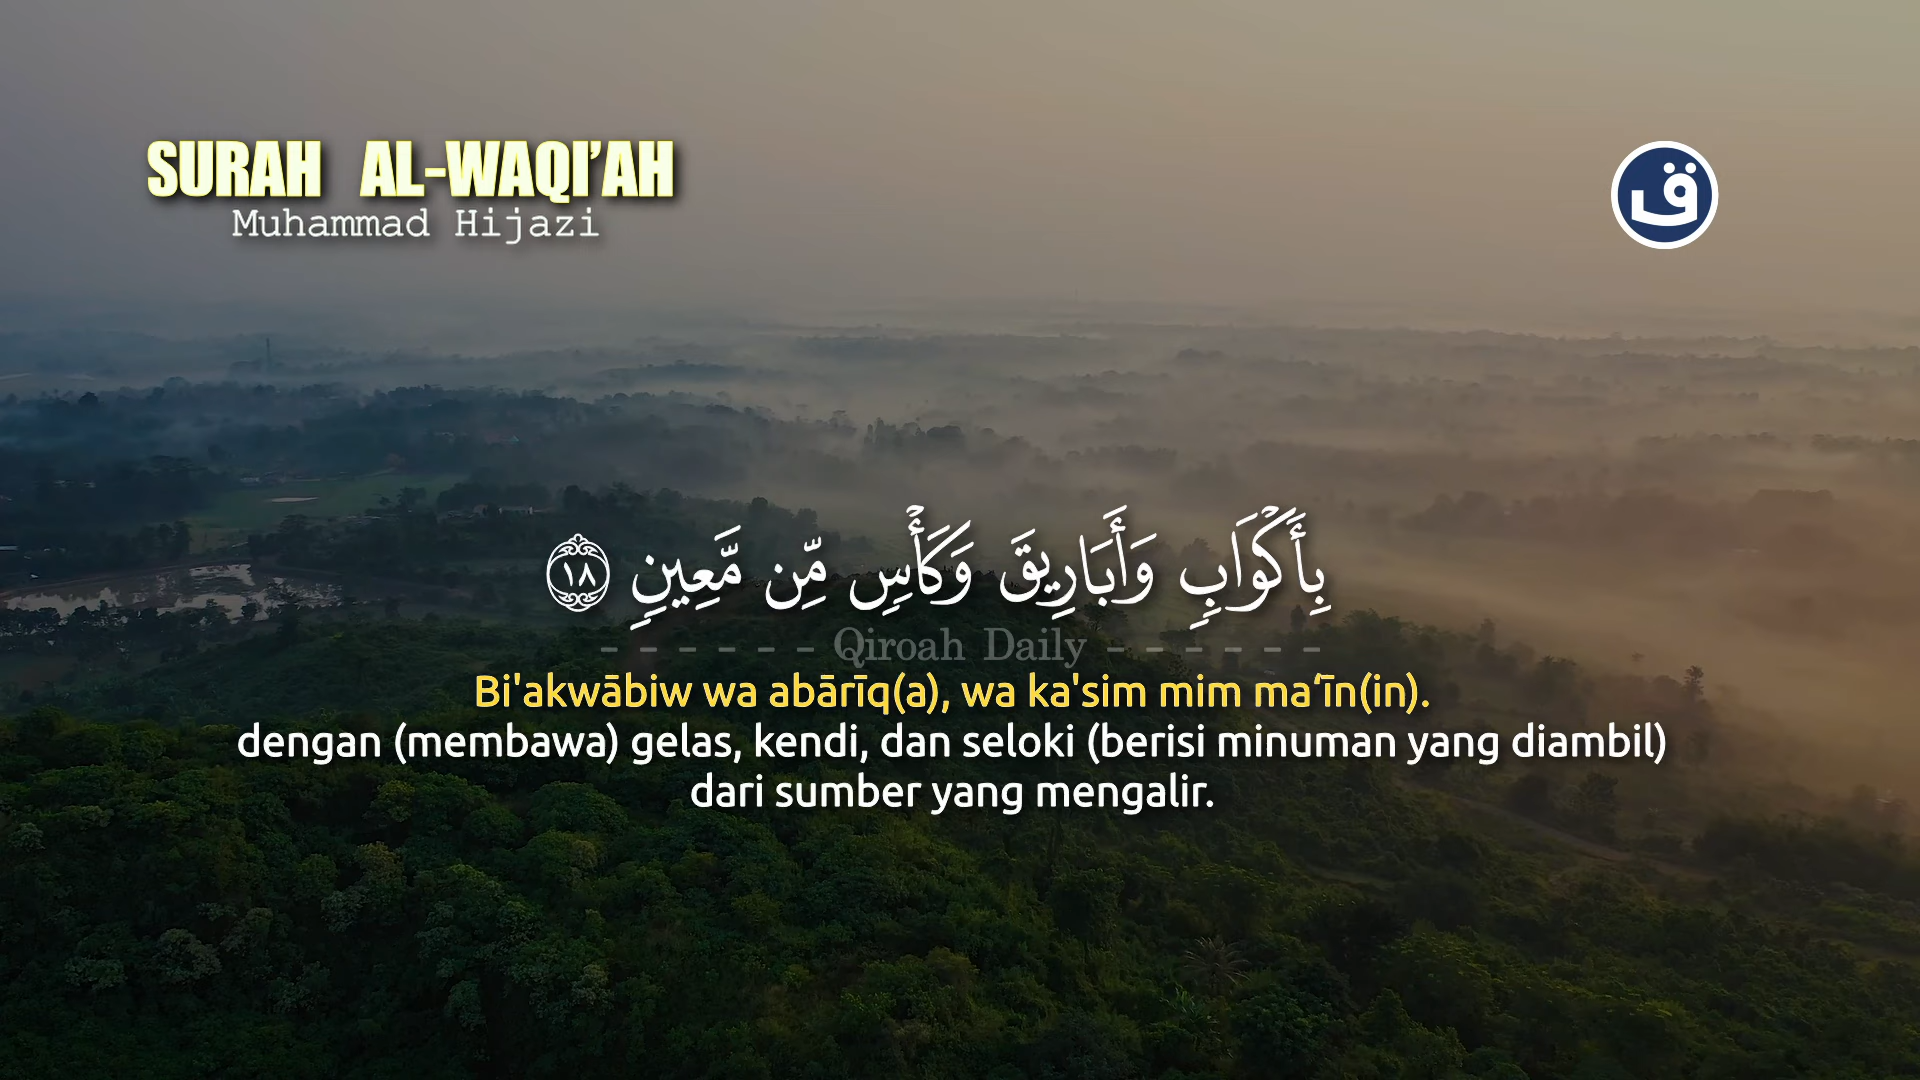 SURAH AL-WAQI'AH
Muhammad Hijazi
ق
بِأَكْوَابٍ وَأَبَارِيقَ وَكَأْسٍ مِّن مَّعِينٍ ١٨
- - - - - - Qiroah Daily - - - - - -
Bi'akwābiw wa abārīq(a), wa ka'sim mim ma‘īn(in).
dengan (membawa) gelas, kendi, dan seloki (berisi minuman yang diambil)
dari sumber yang mengalir.